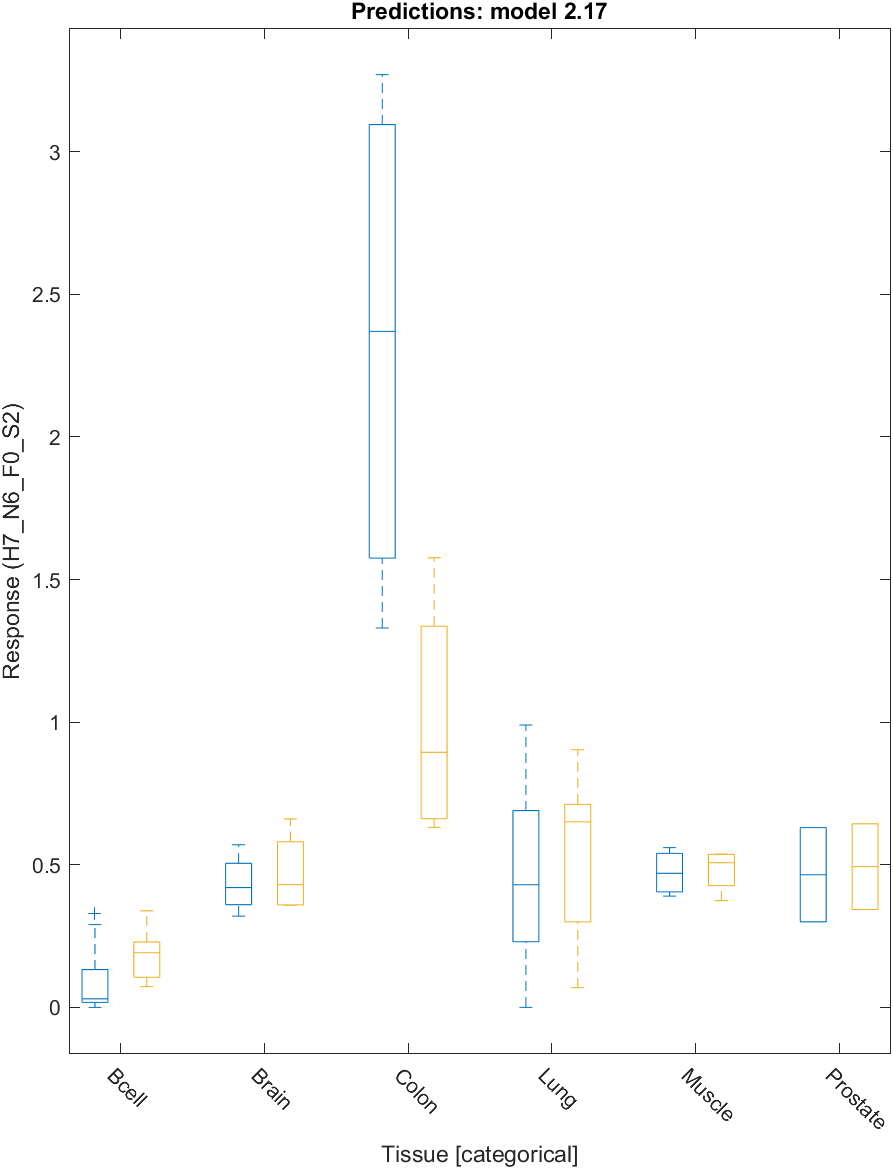 Predictions: model 2.17
Response (H7_N6_F0_S2)
3
2.5
2
1.5
1
0.5
0
Bcell
Brain
Colon
Lung
Muscle
Prostate
Tissue [categorical]